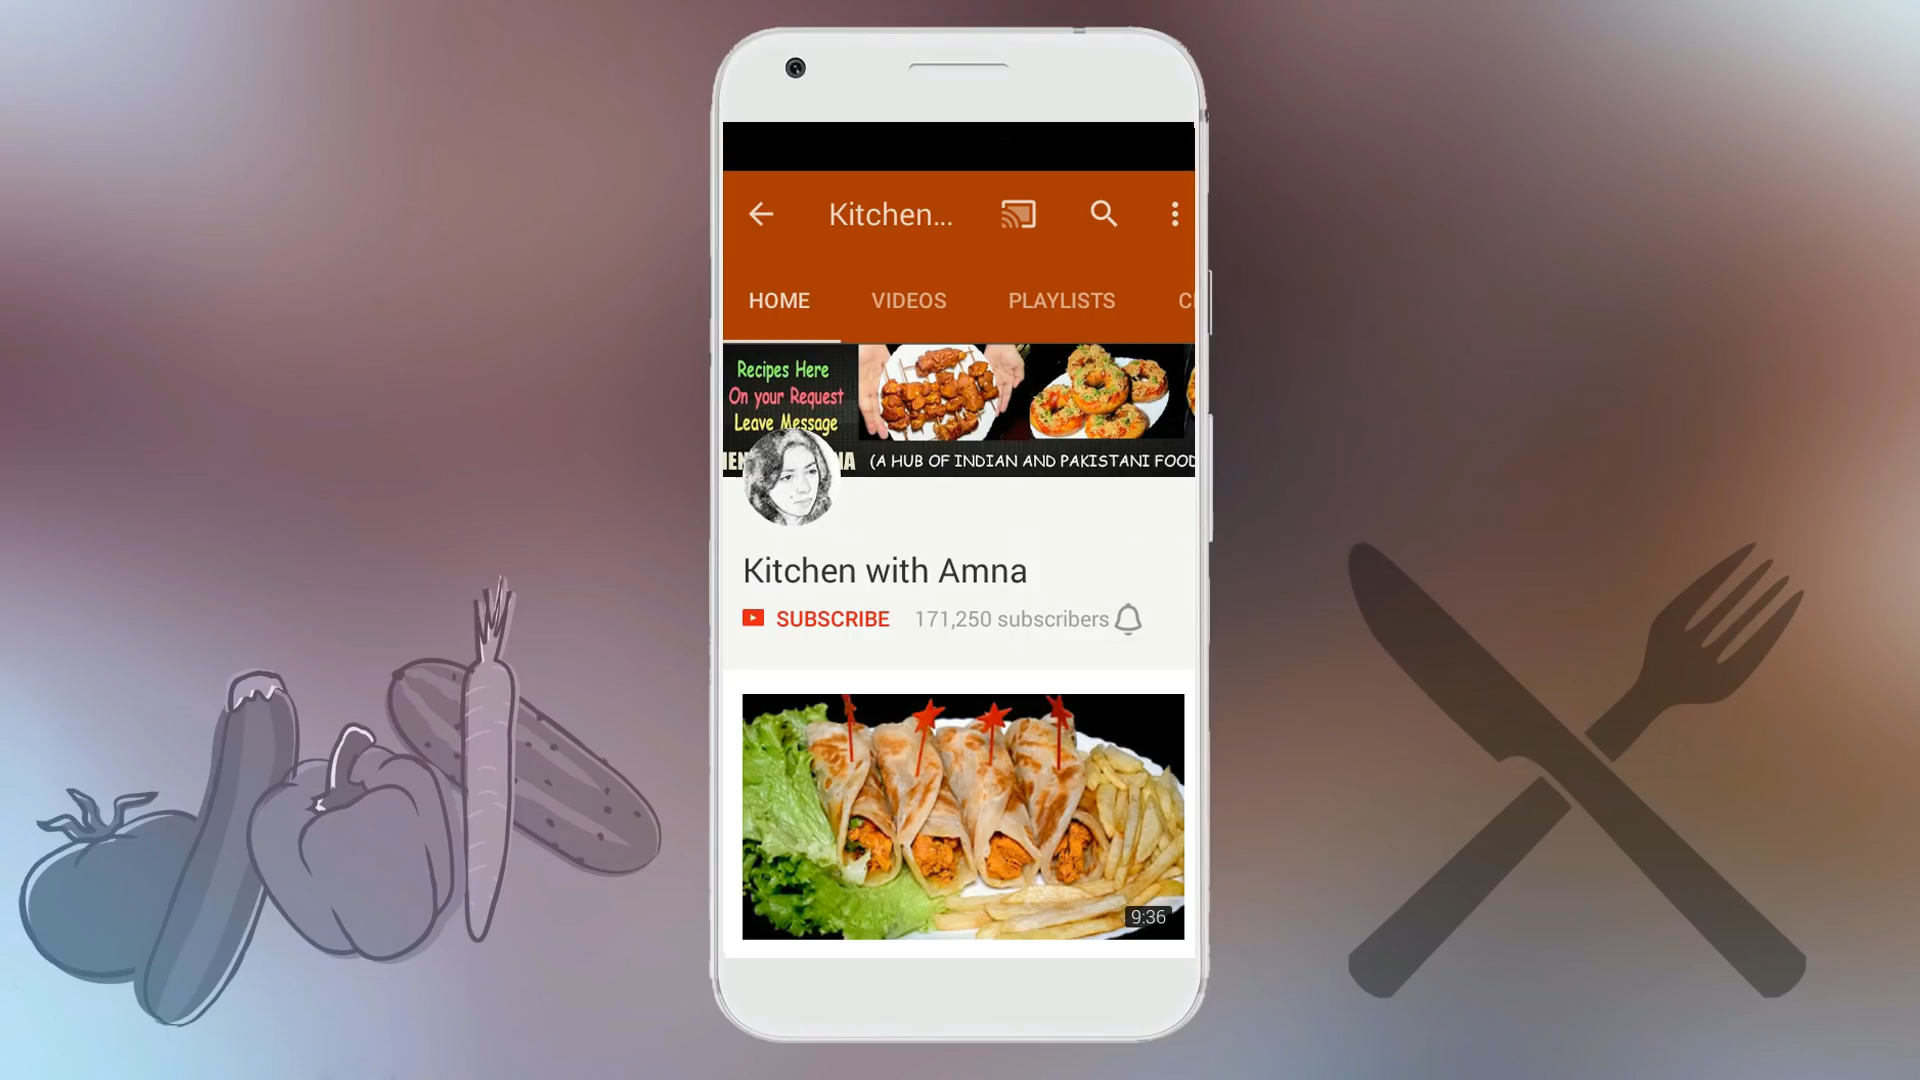 Kitchen...
HOME VIDEOS PLAYLISTS
Recipes Here
On your Request
Leave Message
(A HUB OF INDIAN AND PAKISTANI FOOD
Kitchen with Amna
SUBSCRIBE 171,250 subscribers
9:36